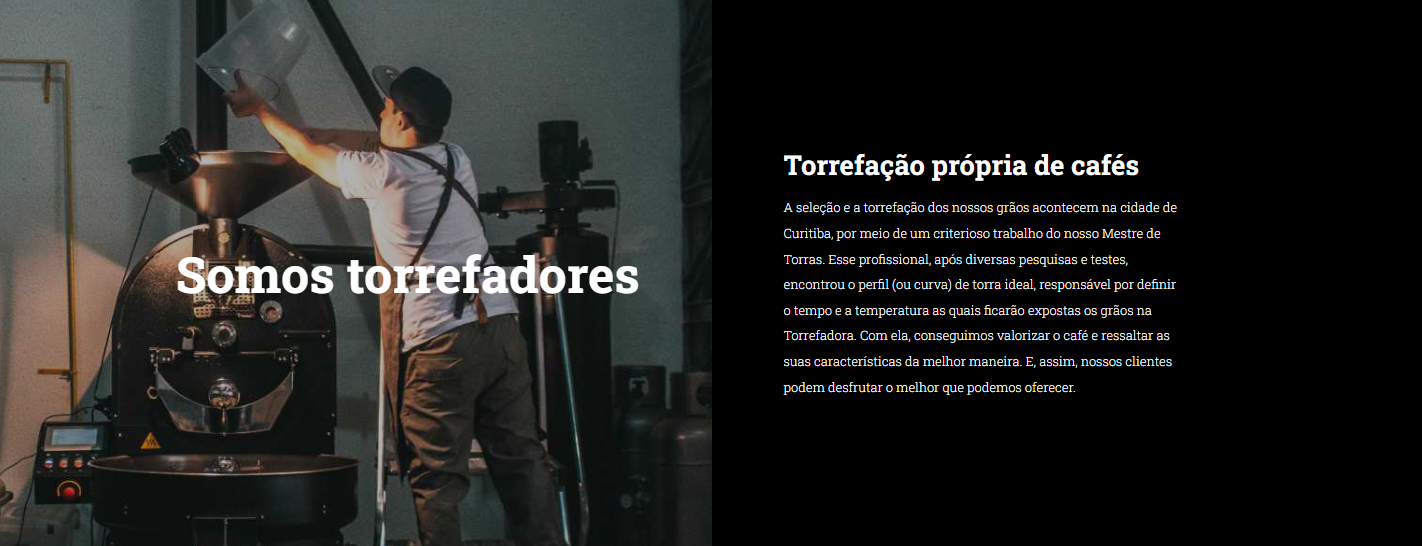 Somos torrefadores
Torrefação própria de cafés
A seleção e a torrefação dos nossos grãos acontecem na cidade de
Curitiba, por meio de um criterioso trabalho do nosso Mestre de
Torras. Esse profissional, após diversas pesquisas e testes,
encontrou o perfil (ou curva) de torra ideal, responsável por definir
o tempo e a temperatura as quais ficarão expostas os grãos na
Torrefadora. Com ela, conseguimos valorizar o café e ressaltar as
suas características da melhor maneira. E, assim, nossos clientes
podem desfrutar o melhor que podemos oferecer.